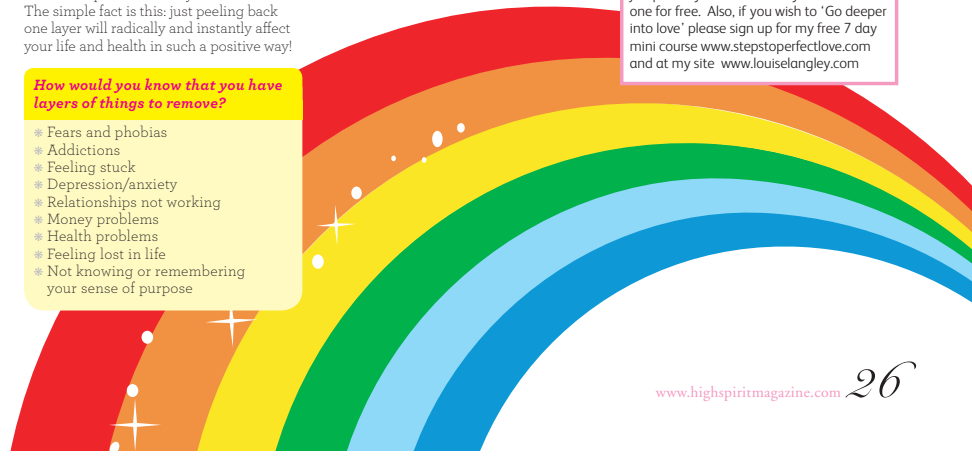 The simple fact is this: just peeling back
one layer will radically and instantly affect
your life and health in such a positive way!
How would you know that you have
layers of things to remove?
❋ Fears and phobias
❋ Addictions
❋ Feeling stuck
❋ Depression/anxiety
❋ Relationships not working
❋ Money problems
❋ Health problems
❋ Feeling lost in life
❋ Not knowing or remembering
your sense of purpose
one for free. Also, if you wish to ‘Go deeper
into love’ please sign up for my free 7 day
mini course www.stepstoperfectlove.com
and at my site www.louiselangley.com
www.highspiritmagazine.com 26